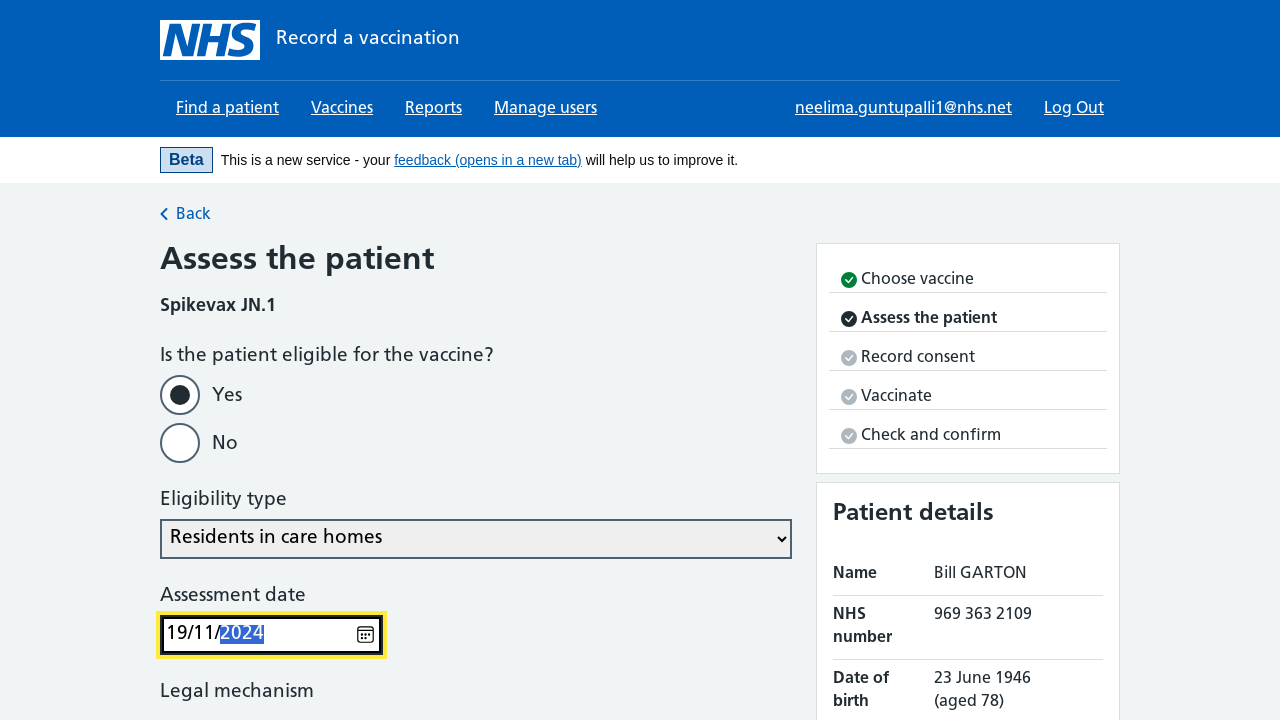 NHS Record a vaccination
Find a patient Vaccines Reports Manage users neelima.guntupalli1@nhs.net Log Out
Beta This is a new service - your feedback (opens in a new tab) will help us to improve it.
Back
Assess the patient
Spikevax JN.1
Is the patient eligible for the vaccine?
Yes
No
Eligibility type
Residents in care homes
Assessment date
19/11/2024
Legal mechanism
Choose vaccine
Assess the patient
Record consent
Vaccinate
Check and confirm
Patient details
Name Bill GARTON
NHS number 969 363 2109
Date of birth 23 June 1946 (aged 78)